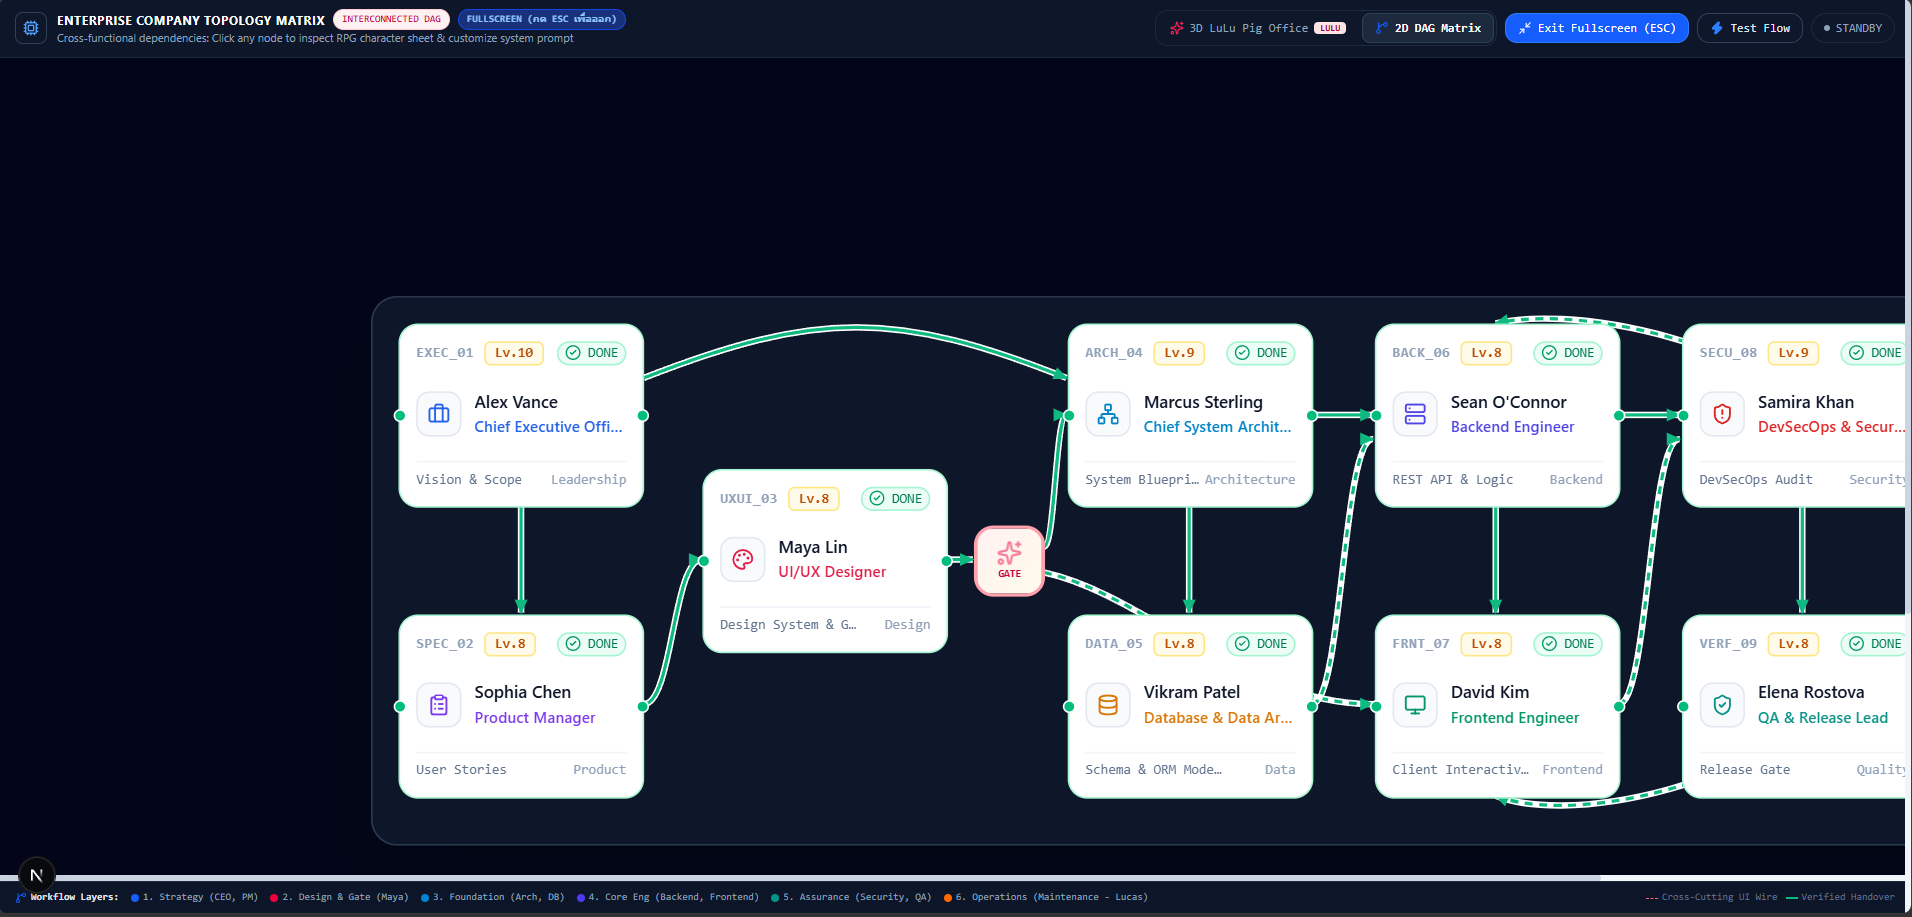 ENTERPRISE COMPANY TOPOLOGY MATRIX
INTERCONNECTED DAG
FULLSCREEN (กด ESC เพื่อออก)
Cross-functional dependencies: Click any node to inspect RPG character sheet & customize system prompt
3D LuLu Pig Office LULU
2D DAG Matrix
Exit Fullscreen (ESC)
Test Flow
STANDBY
EXEC_01 Lv.10 DONE
Alex Vance
Chief Executive Offi...
Vision & Scope Leadership
SPEC_02 Lv.8 DONE
Sophia Chen
Product Manager
User Stories Product
UXUI_03 Lv.8 DONE
Maya Lin
UI/UX Designer
Design System & G… Design
GATE
ARCH_04 Lv.9 DONE
Marcus Sterling
Chief System Archit...
System Bluepri… Architecture
DATA_05 Lv.8 DONE
Vikram Patel
Database & Data Ar...
Schema & ORM Mode… Data
BACK_06 Lv.8 DONE
Sean O'Connor
Backend Engineer
REST API & Logic Backend
FRNT_07 Lv.8 DONE
David Kim
Frontend Engineer
Client Interactiv… Frontend
SECU_08 Lv.9 DONE
Samira Khan
DevSecOps & Secur...
DevSecOps Audit Security
VERF_09 Lv.8 DONE
Elena Rostova
QA & Release Lead
Release Gate Quality
N
Workflow Layers: 1. Strategy (CEO, PM) 2. Design & Gate (Maya) 3. Foundation (Arch, DB) 4. Core Eng (Backend, Frontend) 5. Assurance (Security, QA) 6. Operations (Maintenance - Lucas)
Cross-Cutting UI Wire Verified Handover